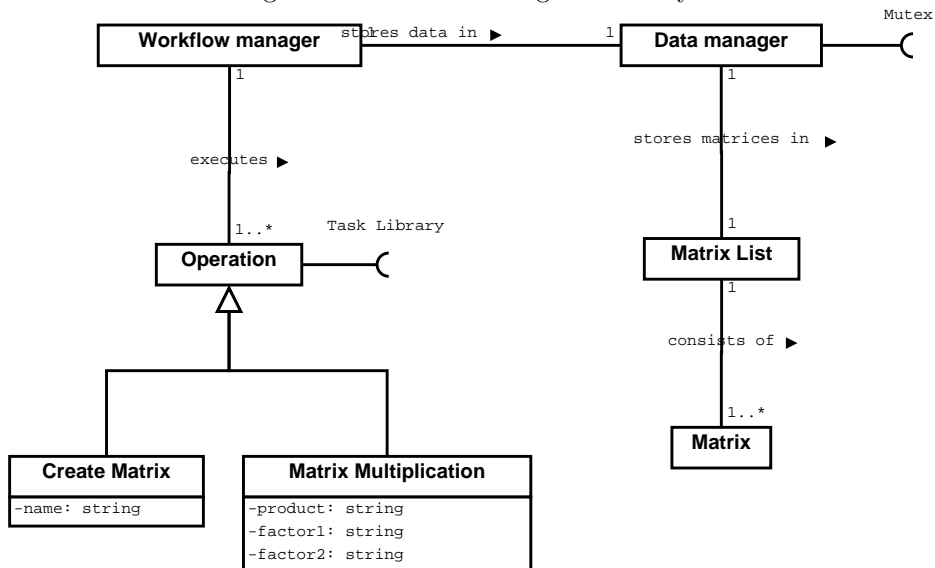 Mutex
Workflow manager
1
stores data in ▶
1
Data manager
1
1
stores matrices in ▶
executes ▶
1..*
Task Library
1
Operation
Matrix List
1
consists of ▶
1..*
Matrix
Create Matrix
Matrix Multiplication
-name: string
-product: string
-factor1: string
-factor2: string